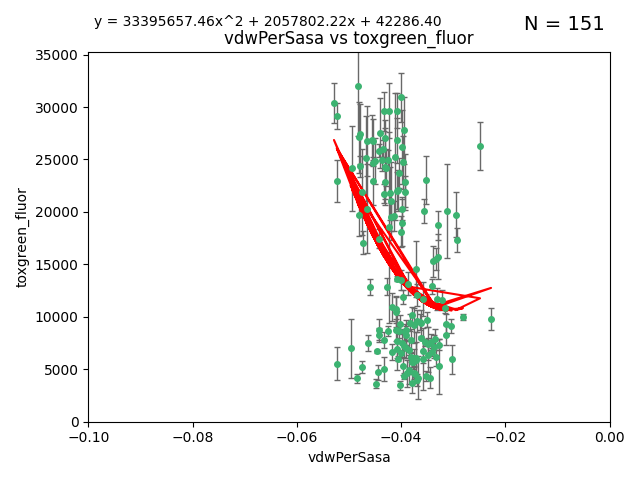 y = 33395657.46x^2 + 2057802.22x + 42286.40
N = 151
vdwPerSasa vs toxgreen_fluor
35000
30000
25000
20000
15000
10000
5000
0
toxgreen_fluor
−0.10
−0.08
−0.06
−0.04
−0.02
0.00
vdwPerSasa